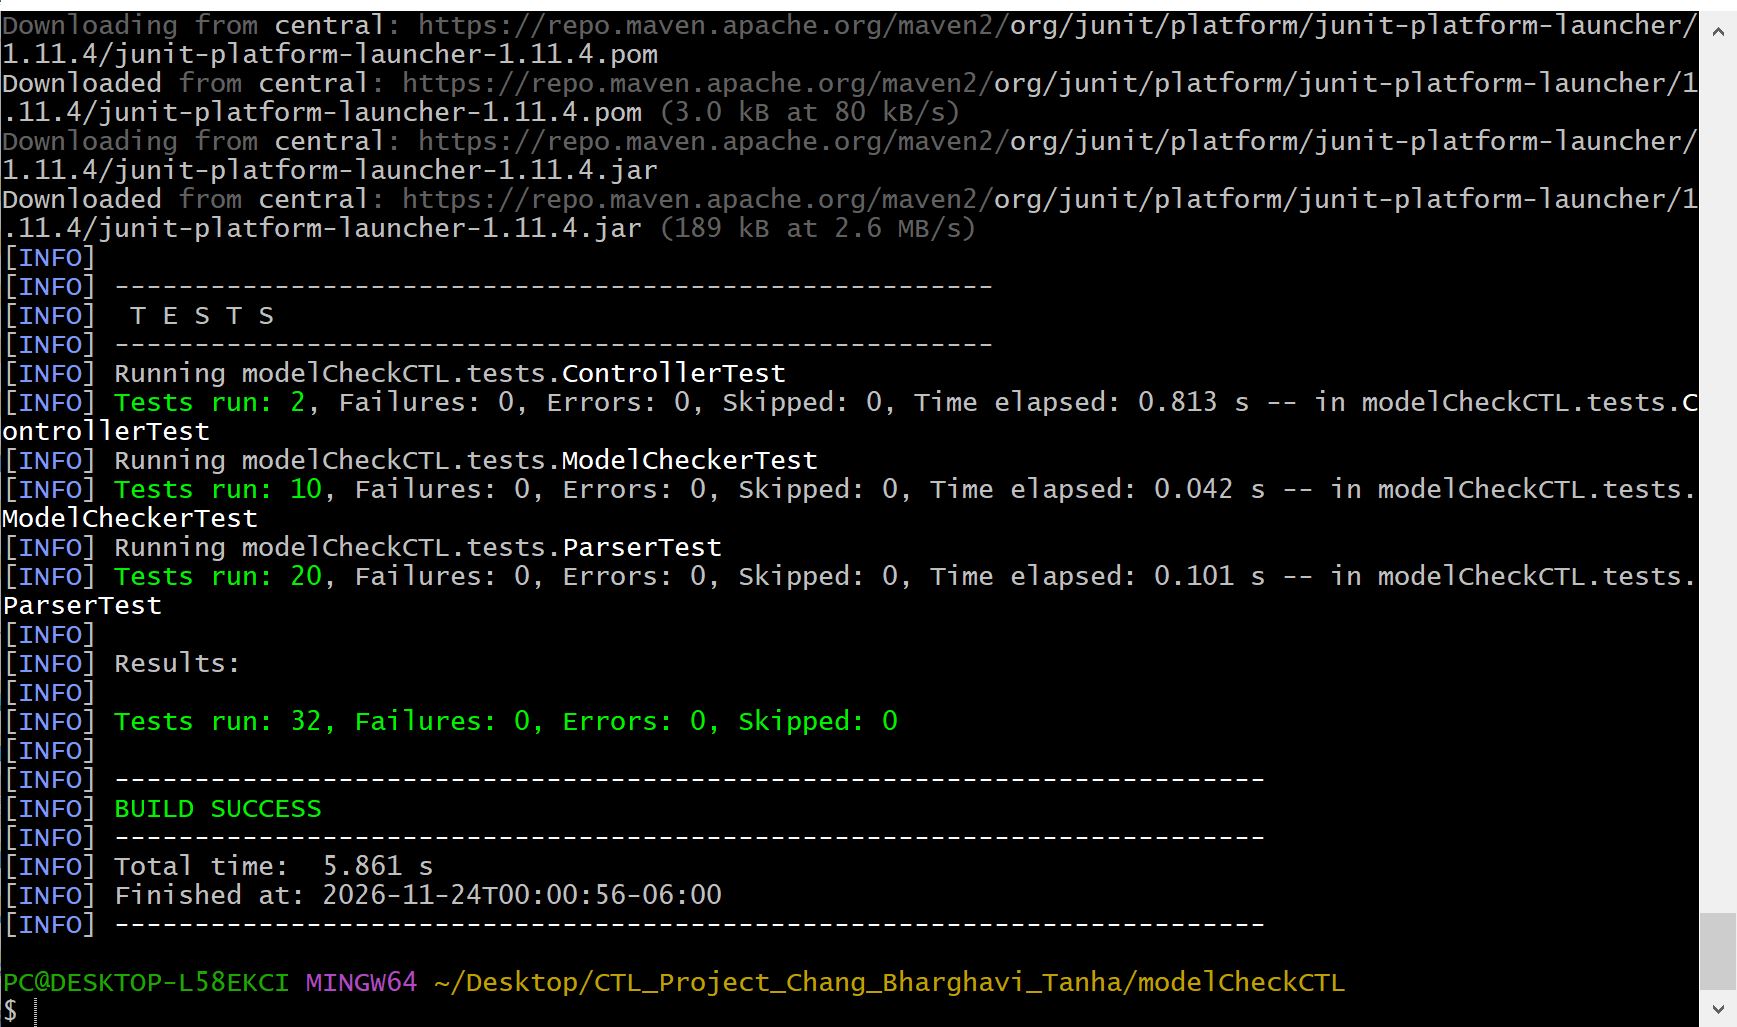 Downloading from central: https://repo.maven.apache.org/maven2/org/junit/platform/junit-platform-launcher/
1.11.4/junit-platform-launcher-1.11.4.pom
Downloaded from central: https://repo.maven.apache.org/maven2/org/junit/platform/junit-platform-launcher/1
.11.4/junit-platform-launcher-1.11.4.pom (3.0 kB at 80 kB/s)
Downloading from central: https://repo.maven.apache.org/maven2/org/junit/platform/junit-platform-launcher/
1.11.4/junit-platform-launcher-1.11.4.jar
Downloaded from central: https://repo.maven.apache.org/maven2/org/junit/platform/junit-platform-launcher/1
.11.4/junit-platform-launcher-1.11.4.jar (189 kB at 2.6 MB/s)
[INFO]
[INFO] -------------------------------------------------------
[INFO]  T E S T S
[INFO] -------------------------------------------------------
[INFO] Running modelCheckCTL.tests.ControllerTest
[INFO] Tests run: 2, Failures: 0, Errors: 0, Skipped: 0, Time elapsed: 0.813 s -- in modelCheckCTL.tests.C
ontrollerTest
[INFO] Running modelCheckCTL.tests.ModelCheckerTest
[INFO] Tests run: 10, Failures: 0, Errors: 0, Skipped: 0, Time elapsed: 0.042 s -- in modelCheckCTL.tests.
ModelCheckerTest
[INFO] Running modelCheckCTL.tests.ParserTest
[INFO] Tests run: 20, Failures: 0, Errors: 0, Skipped: 0, Time elapsed: 0.101 s -- in modelCheckCTL.tests.
ParserTest
[INFO]
[INFO] Results:
[INFO]
[INFO] Tests run: 32, Failures: 0, Errors: 0, Skipped: 0
[INFO]
[INFO] ------------------------------------------------------------------------
[INFO] BUILD SUCCESS
[INFO] ------------------------------------------------------------------------
[INFO] Total time:  5.861 s
[INFO] Finished at: 2026-11-24T00:00:56-06:00
[INFO] ------------------------------------------------------------------------
PC@DESKTOP-L58EKCI MINGW64 ~/Desktop/CTL_Project_Chang_Bharghavi_Tanha/modelCheckCTL
$